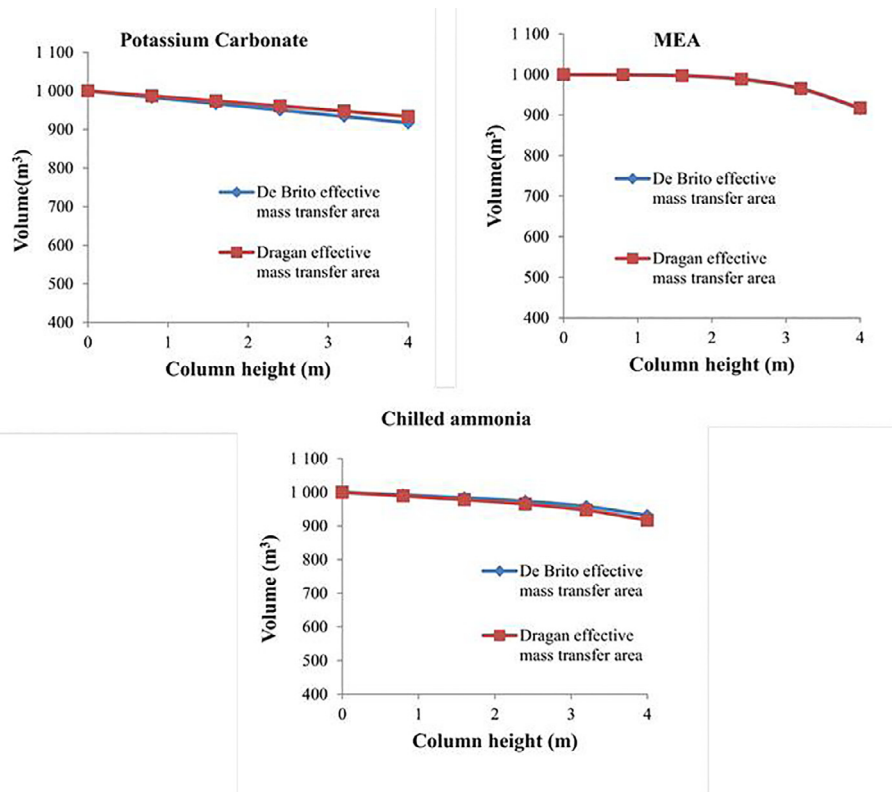 Potassium Carbonate
1 100
1 000
900
800
700
600
500
400
Volume(m³)
De Brito effective
mass transfer area
Dragan effective
mass transfer area
0
1
2
3
4
Column height (m)
MEA
1 100
1 000
900
800
700
600
500
400
Volume(m³)
De Brito effective
mass transfer area
Dragan effective
mass transfer area
0
1
2
3
4
Column height (m)
Chilled ammonia
1 100
1 000
900
800
700
600
500
400
Volume (m³)
De Brito effective
mass transfer area
Dragan effective
mass transfer area
0
1
2
3
4
Column height (m)